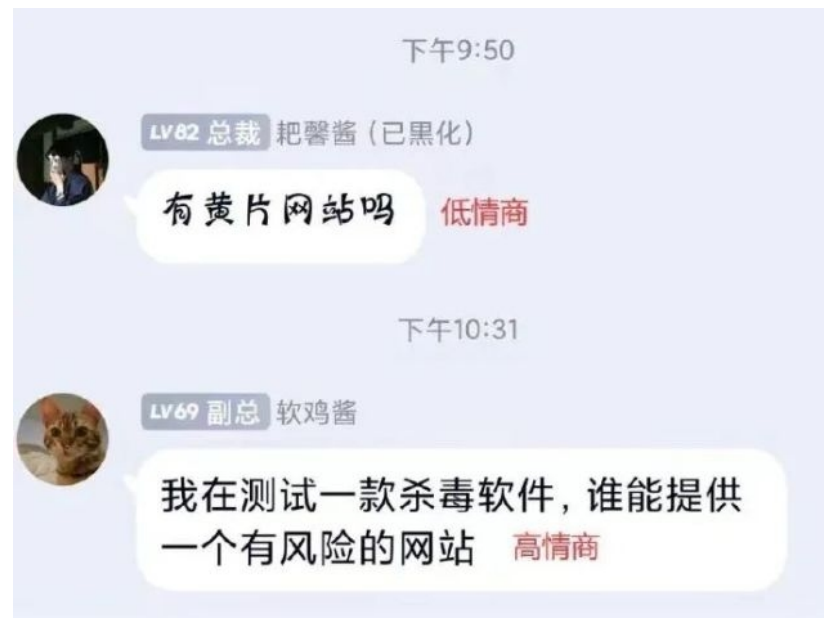 下午9:50
LV82 总裁 耙馨酱（已黒化）
有黄片网站吗 低情商
下午10:31
LV69 副总 软鸡酱
我在测试一款杀毒软件，谁能提供
一个有风险的网站 高情商